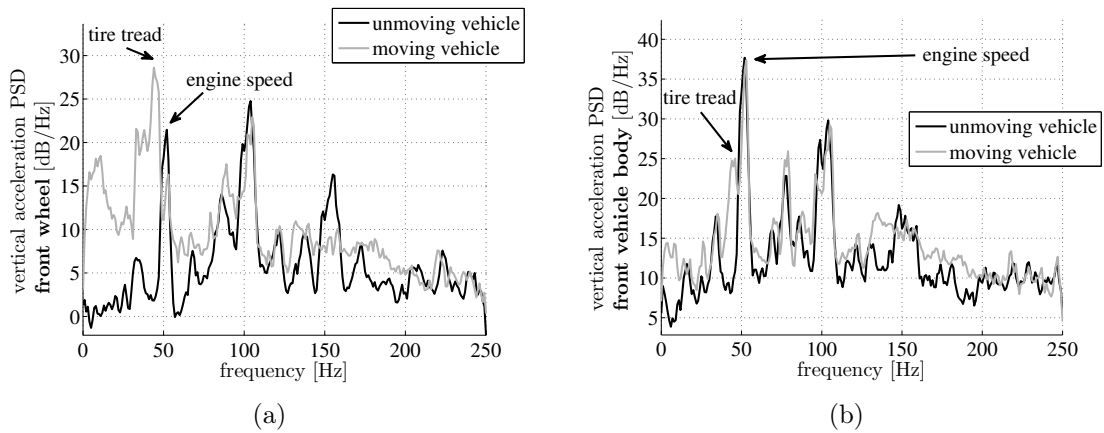 unmoving vehicle
moving vehicle
tire tread
engine speed
vertical acceleration PSD
front wheel [dB/Hz]
30
25
20
15
10
5
0
0 50 100 150 200 250
frequency [Hz]
(a)
engine speed
tire tread
unmoving vehicle
moving vehicle
vertical acceleration PSD
front vehicle body [dB/Hz]
40
35
30
25
20
15
10
5
0 50 100 150 200 250
frequency [Hz]
(b)